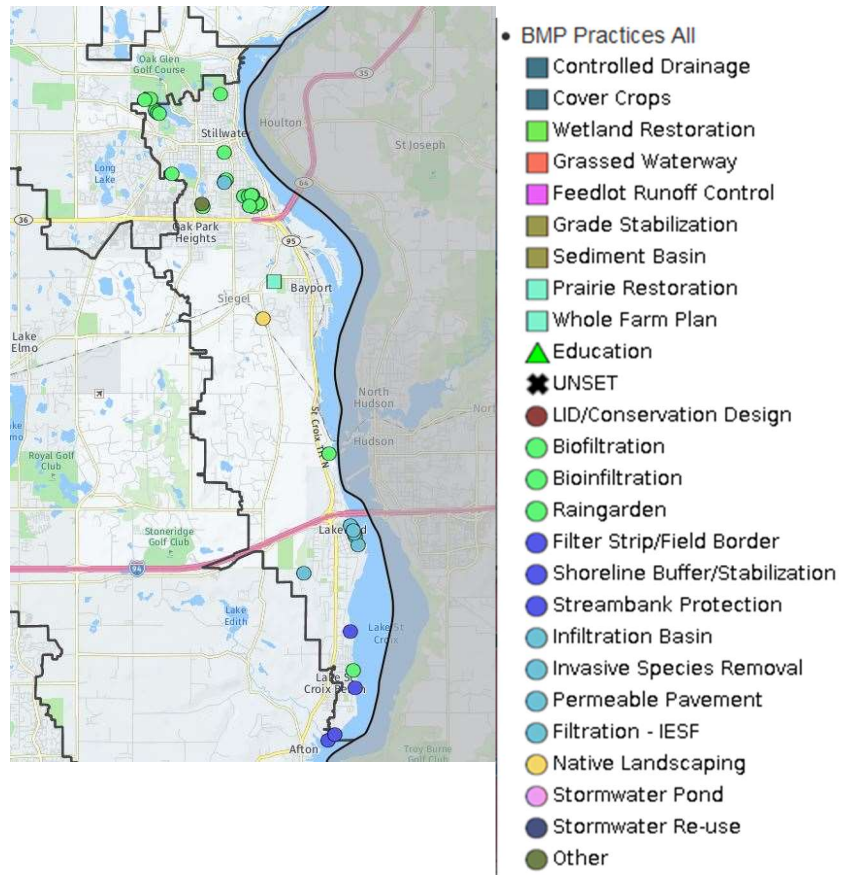 Oak Glen
Golf Course
35
Houlton
Stillwater
St Joseph
Long
Lake
64
36
Oak Park
Heights
95
Siegel
Bayport
Lake
Elmo
North
Hudson
Hudson
St Croix Trl N
Royal Golf
Club
Stoneridge
Golf Club
94
Lake
Edith
Lake St
Croix
Lake S
Croix Be
Afton
Troy Burne
Golf Club
BMP Practices All
Controlled Drainage
Cover Crops
Wetland Restoration
Grassed Waterway
Feedlot Runoff Control
Grade Stabilization
Sediment Basin
Prairie Restoration
Whole Farm Plan
Education
UNSET
LID/Conservation Design
Biofiltration
Bioinfiltration
Raingarden
Filter Strip/Field Border
Shoreline Buffer/Stabilization
Streambank Protection
Infiltration Basin
Invasive Species Removal
Permeable Pavement
Filtration - IESF
Native Landscaping
Stormwater Pond
Stormwater Re-use
Other